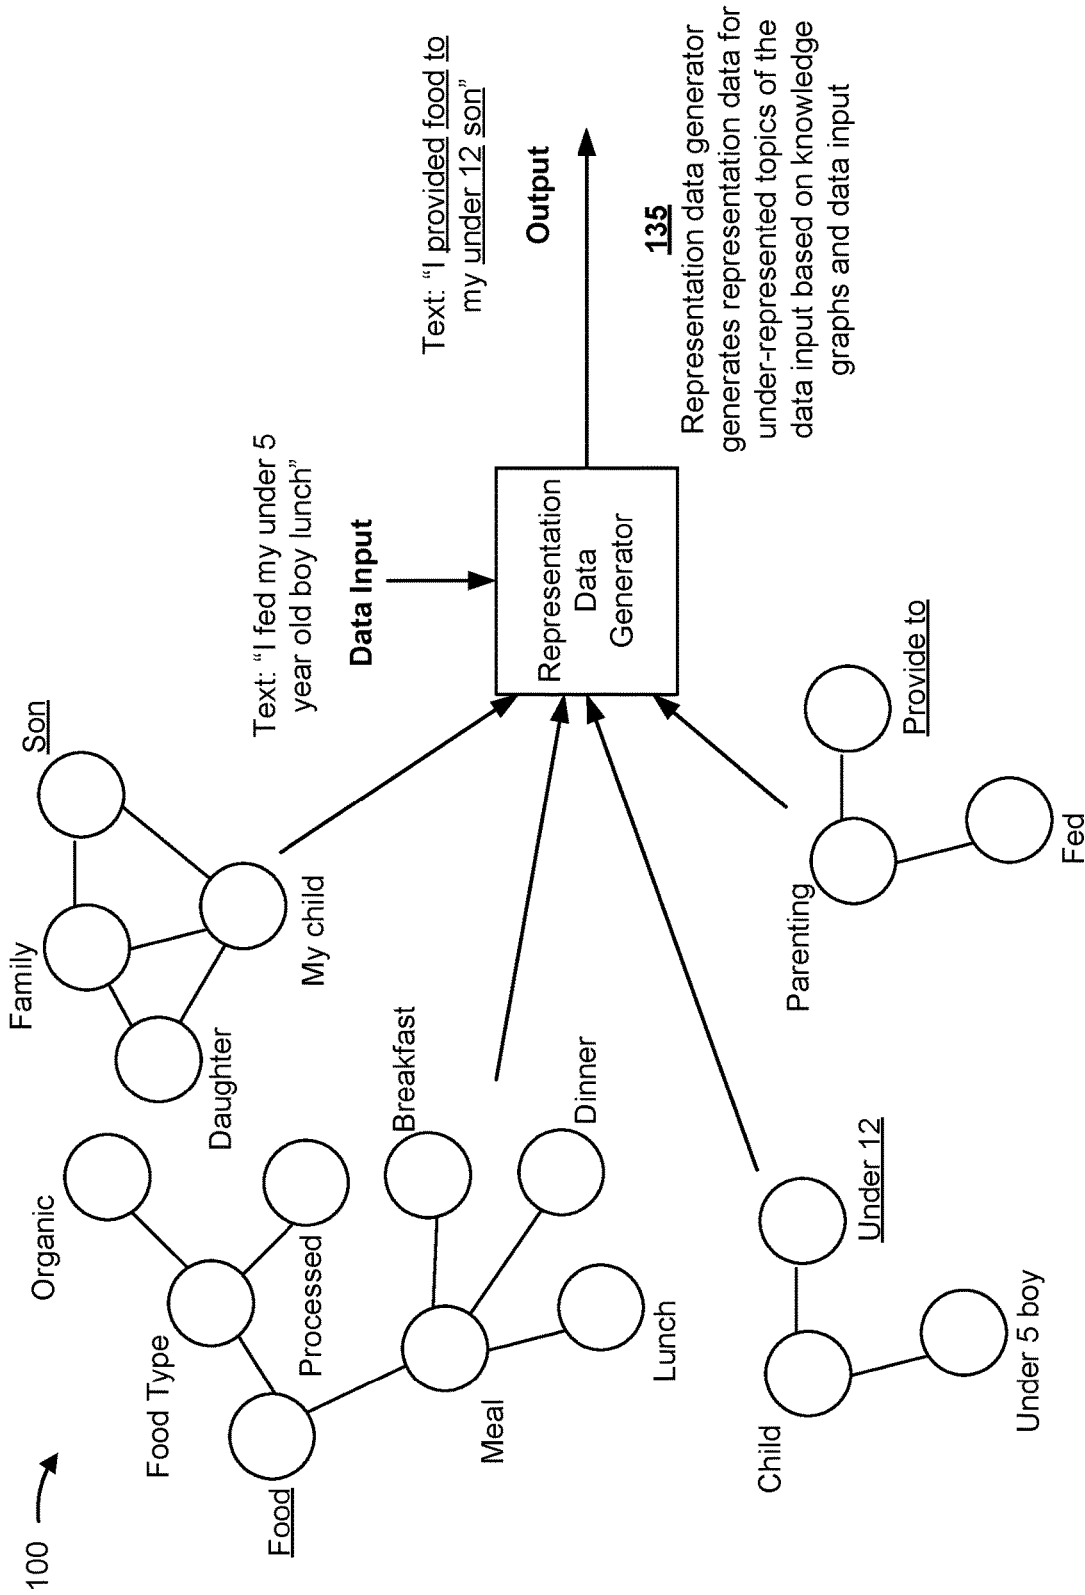 100
Organic
Food Type
Processed
Food
Meal
Breakfast
Dinner
Lunch
Family
Son
Daughter
My child
Child
Under 12
Under 5 boy
Parenting
Provide to
Fed
Text: “I fed my under 5
year old boy lunch”
Data Input
Representation
Data
Generator
Text: “I provided food to
my under 12 son”
Output
135
Representation data generator
generates representation data for
under-represented topics of the
data input based on knowledge
graphs and data input